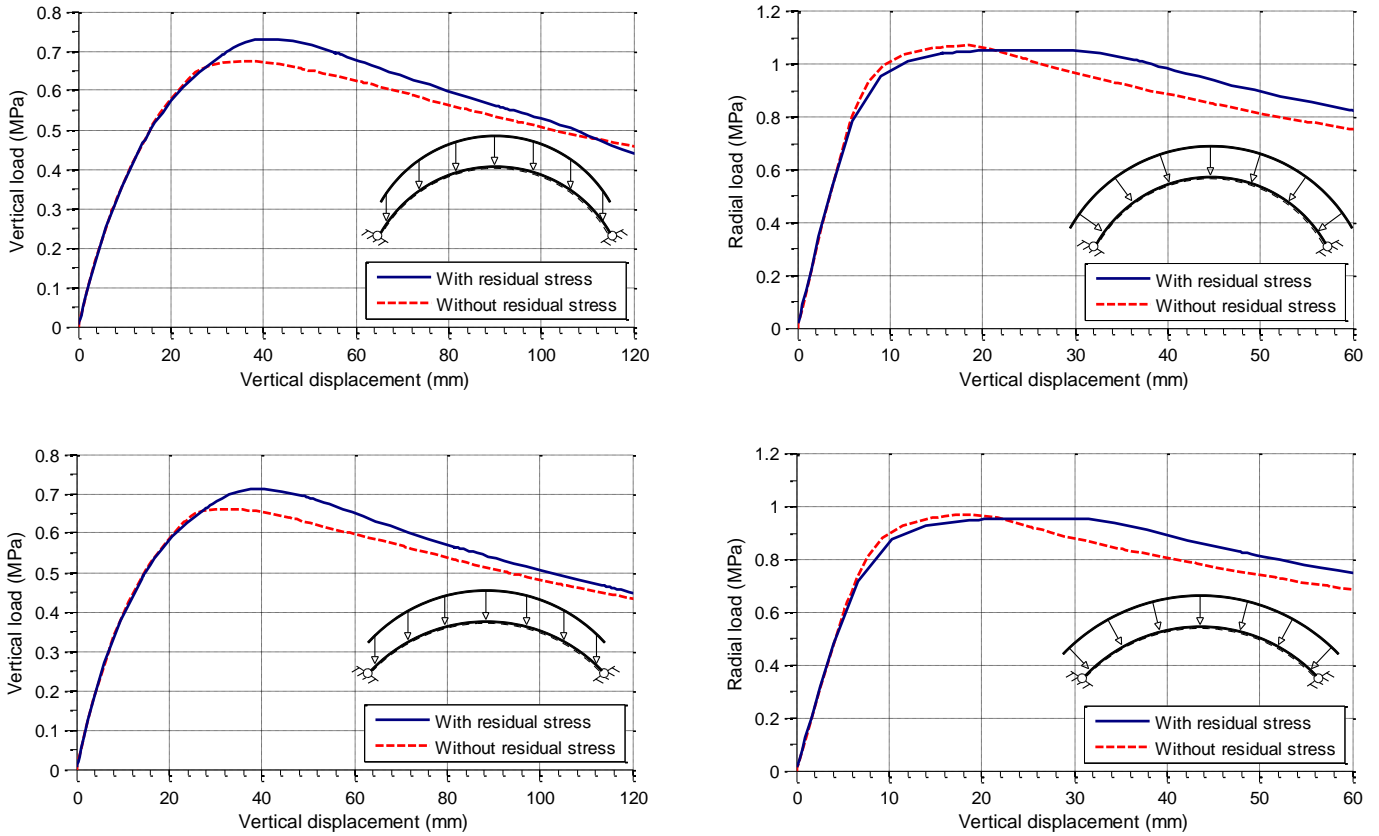 0.8
0.7
0.6
0.5
0.4
0.3
0.2
0.1
0
Vertical load (MPa)
0 20 40 60 80 100 120
Vertical displacement (mm)
With residual stress
Without residual stress
1.2
1
0.8
0.6
0.4
0.2
0
Radial load (MPa)
0 10 20 30 40 50 60
Vertical displacement (mm)
With residual stress
Without residual stress
0.8
0.7
0.6
0.5
0.4
0.3
0.2
0.1
0
Vertical load (MPa)
0 20 40 60 80 100 120
Vertical displacement (mm)
With residual stress
Without residual stress
1.2
1
0.8
0.6
0.4
0.2
0
Radial load (MPa)
0 10 20 30 40 50 60
Vertical displacement (mm)
With residual stress
Without residual stress